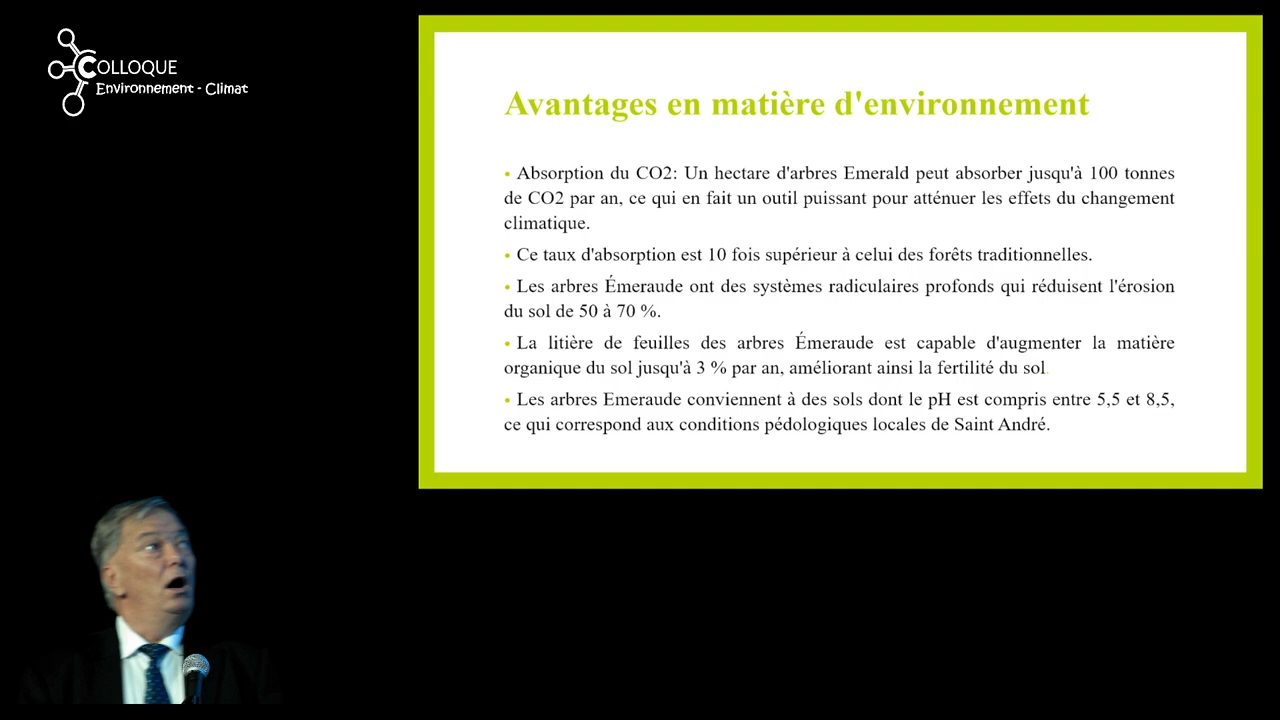 COLLOQUE
Environnement - Climat
Avantages en matière d'environnement
• Absorption du CO2: Un hectare d'arbres Emerald peut absorber jusqu'à 100 tonnes
de CO2 par an, ce qui en fait un outil puissant pour atténuer les effets du changement
climatique.
• Ce taux d'absorption est 10 fois supérieur à celui des forêts traditionnelles.
• Les arbres Émeraude ont des systèmes radiculaires profonds qui réduisent l'érosion
du sol de 50 à 70 %.
• La litière de feuilles des arbres Émeraude est capable d'augmenter la matière
organique du sol jusqu'à 3 % par an, améliorant ainsi la fertilité du sol.
• Les arbres Emeraude conviennent à des sols dont le pH est compris entre 5,5 et 8,5,
ce qui correspond aux conditions pédologiques locales de Saint André.